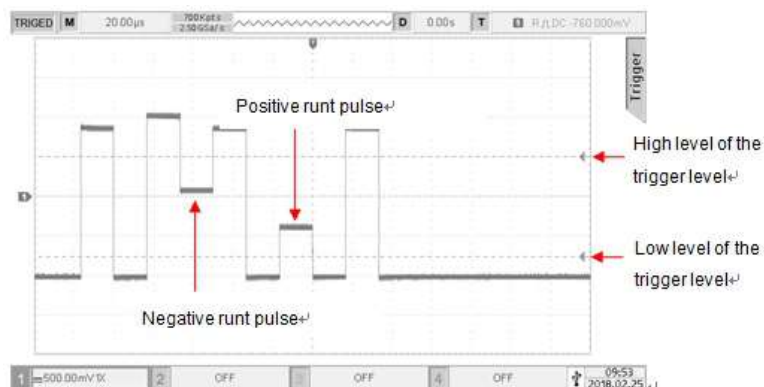 TRIGED M 20.00μs 700Kpts 2.50GSa/s D 0.00s T 1 DC -760.000mV
Trigger
Positive runt pulse↵
High level of the
trigger level↵
1
Low level of the
trigger level↵
Negative runt pulse↵
1 500.00mV 1X 2 OFF 3 OFF 4 OFF 09:53
2018.02.25 ↵